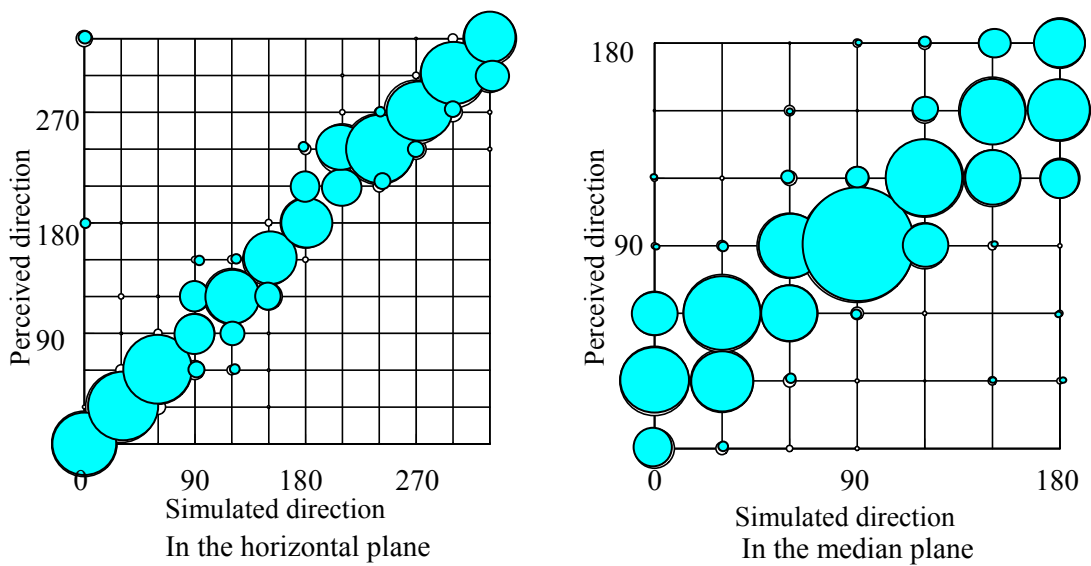 Perceived direction
270
180
90
0 90 180 270
Simulated direction
In the horizontal plane
Perceived direction
180
90
0 90 180
Simulated direction
In the median plane